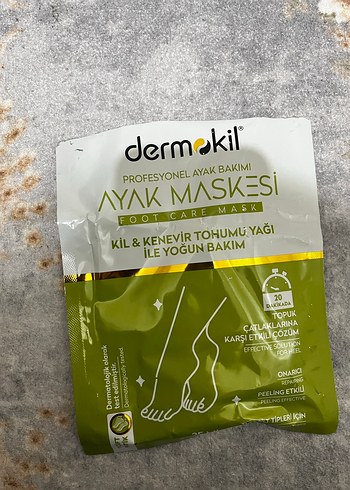 dermokil®
PROFESYONEL AYAK BAKIMI
AYAK MASKESİ
FOOT CARE MASK
KİL & KENEVİR TOHUMU YAĞI
İLE YOĞUN BAKIM
20
DAKİKADA
TOPUK
ÇATLAKLARINA
KARŞI ETKİLİ ÇÖZÜM
EFFECTIVE SOLUTION
FOR HEEL
ONARICI
REPAIRING
PEELING ETKİLİ
PEELING EFFECTIVE
TİPLERİ İÇİN
Dermatolojik olarak
test edilmiştir.
Dermatologically tested